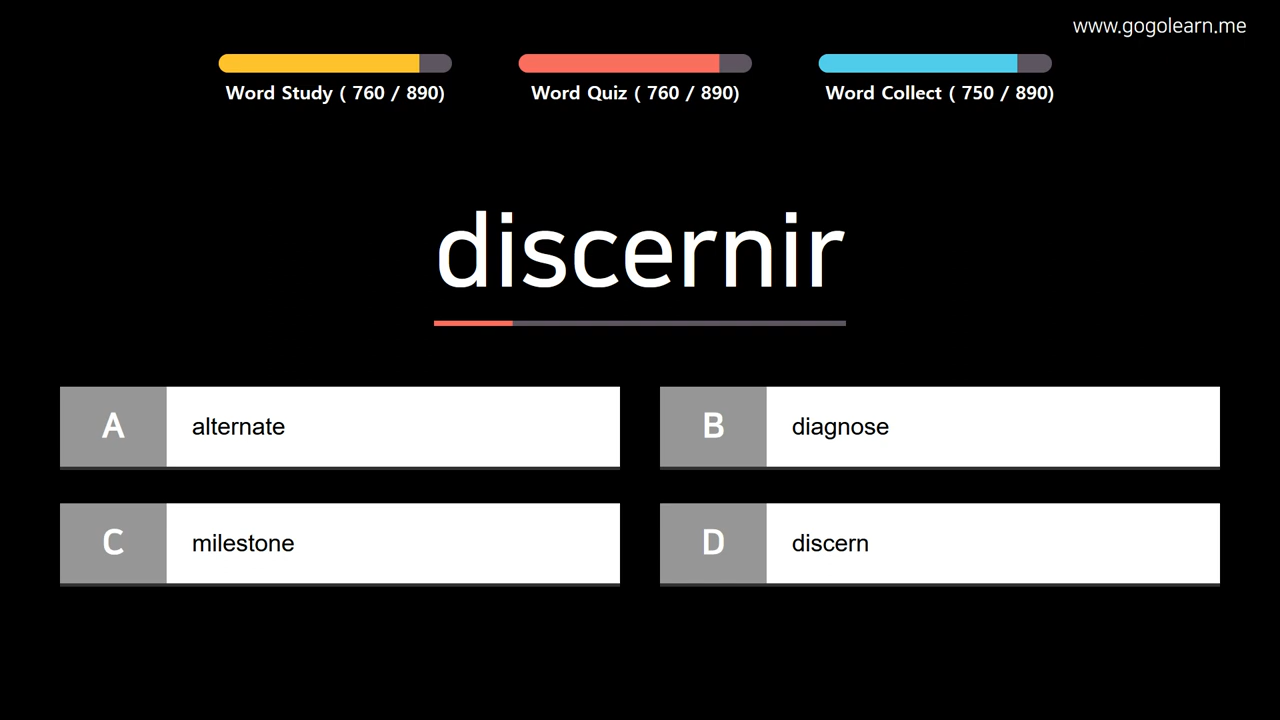 www.gogolearn.me
Word Study ( 760 / 890)
Word Quiz ( 760 / 890)
Word Collect ( 750 / 890)
discernir
A alternate
B diagnose
C milestone
D discern